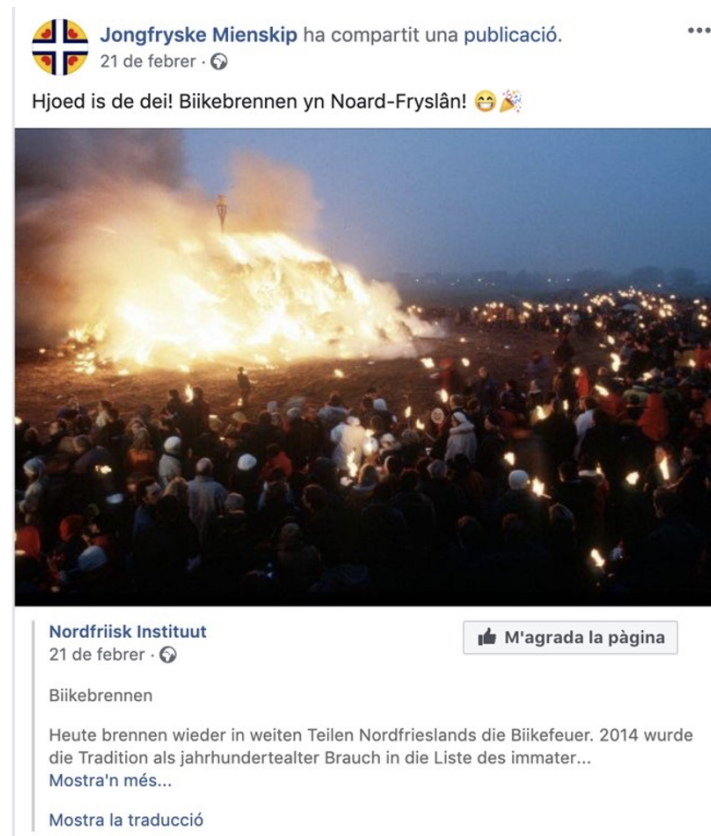 Jongfryske Mienskip ha compartit una publicació.
21 de febrer ·
Hjoed is de dei! Biikebrennen yn Noard-Fryslân! 😁🎉
Nordfriisk Instituut
21 de febrer ·
M'agrada la pàgina
Biikebrennen
Heute brennen wieder in weiten Teilen Nordfrieslands die Biikefeuer. 2014 wurde
die Tradition als jahrhundertealter Brauch in die Liste des immater...
Mostra'n més...
Mostra la traducció